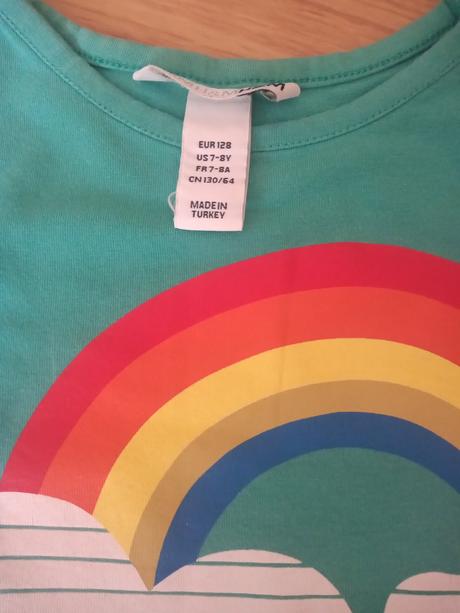 EUR 128
US 7-8Y
FR 7-8A
CN 130/64
MADE IN
TURKEY